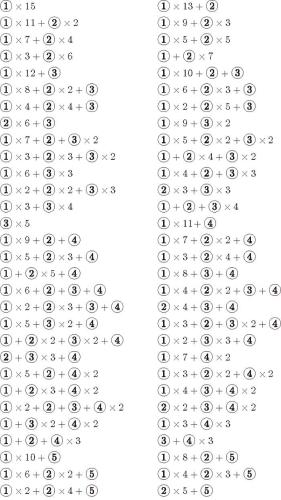 ① × 15 ① × 13 + ②
① × 11 + ② × 2 ① × 9 + ② × 3
① × 7 + ② × 4 ① × 5 + ② × 5
① × 3 + ② × 6 ① + ② × 7
① × 12 + ③ ① × 10 + ② + ③
① × 8 + ② × 2 + ③ ① × 6 + ② × 3 + ③
① × 4 + ② × 4 + ③ ① × 2 + ② × 5 + ③
② × 6 + ③ ① × 9 + ③ × 2
① × 7 + ② + ③ × 2 ① × 5 + ② × 2 + ③ × 2
① × 3 + ② × 3 + ③ × 2 ① + ② × 4 + ③ × 2
① × 6 + ③ × 3 ① × 4 + ② + ③ × 3
① × 2 + ② × 2 + ③ × 3 ② × 3 + ③ × 3
① × 3 + ③ × 4 ① + ② + ③ × 4
③ × 5 ① × 11 + ④
① × 9 + ② + ④ ① × 7 + ② × 2 + ④
① × 5 + ② × 3 + ④ ① × 3 + ② × 4 + ④
① + ② × 5 + ④ ① × 8 + ③ + ④
① × 6 + ② + ③ + ④ ① × 4 + ② × 2 + ③ + ④
① × 2 + ② × 3 + ③ + ④ ② × 4 + ③ + ④
① × 5 + ③ × 2 + ④ ① × 3 + ② + ③ × 2 + ④
① + ② × 2 + ③ × 2 + ④ ① × 2 + ③ × 3 + ④
② + ③ × 3 + ④ ① × 7 + ④ × 2
① × 5 + ② + ④ × 2 ① × 3 + ② × 2 + ④ × 2
① + ② × 3 + ④ × 2 ① × 4 + ③ + ④ × 2
① × 2 + ② + ③ + ④ × 2 ② × 2 + ③ + ④ × 2
① + ③ × 2 + ④ × 2 ① × 3 + ④ × 3
① + ② + ④ × 3 ③ + ④ × 3
① × 10 + ⑤ ① × 8 + ② + ⑤
① × 6 + ② × 2 + ⑤ ① × 4 + ② × 3 + ⑤
① × 2 + ② × 4 + ⑤ ② × 5 + ⑤